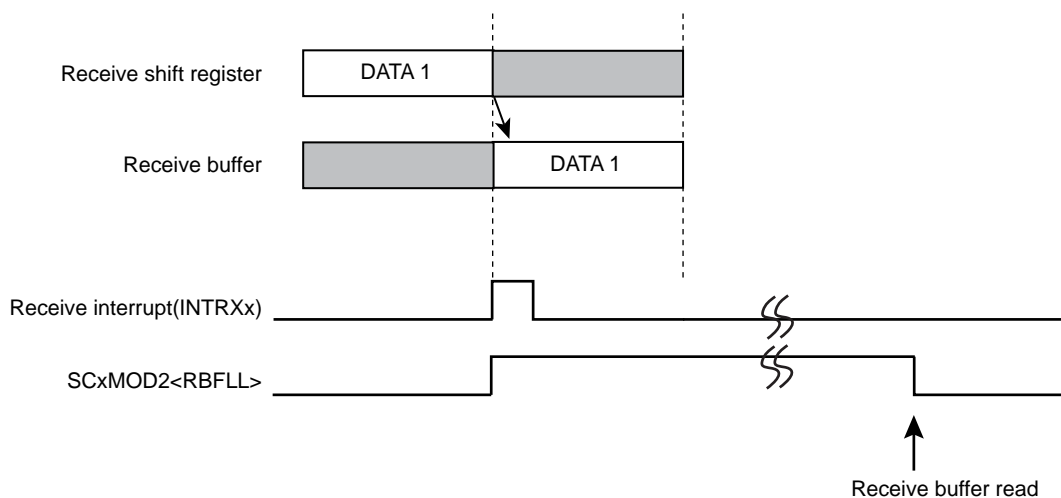 Receive shift register
DATA 1
Receive buffer
DATA 1
Receive interrupt(INTRXx)
SCxMOD2<RBFLL>
Receive buffer read